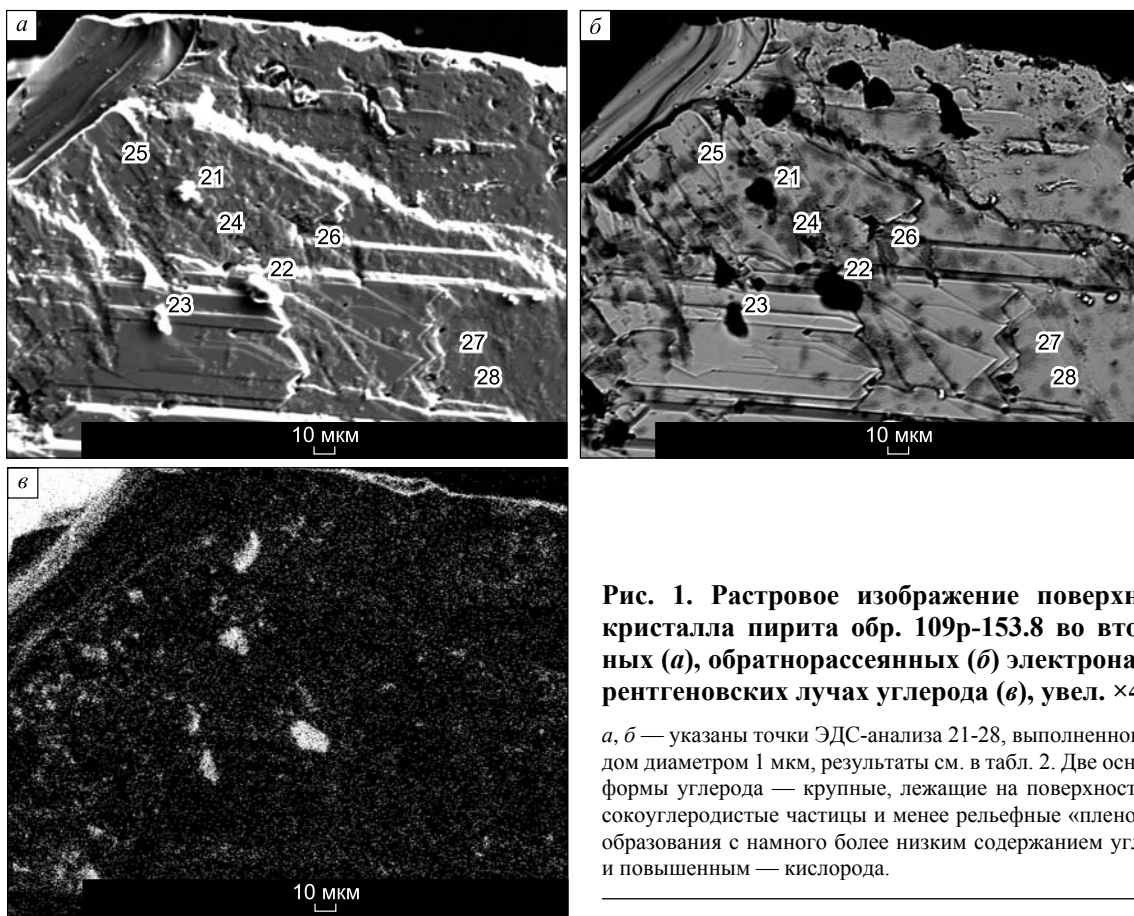 а
б
25
21
24
26
22
23
27
28
10 мкм
25
21
24
26
22
23
27
28
10 мкм
в
10 мкм
Рис. 1. Растровое изображение поверхн
кристалла пирита обр. 109р-153.8 во вто
ных (а), обратнорассеянных (б) электрона
рентгеновских лучах углерода (в), увел. ×4
а, б — указаны точки ЭДС-анализа 21-28, выполненно
дом диаметром 1 мкм, результаты см. в табл. 2. Две осн
формы углерода — крупные, лежащие на поверхност
сокоуглеродистые частицы и менее рельефные «плено
образования с намного более низким содержанием угл
и повышенным — кислорода.